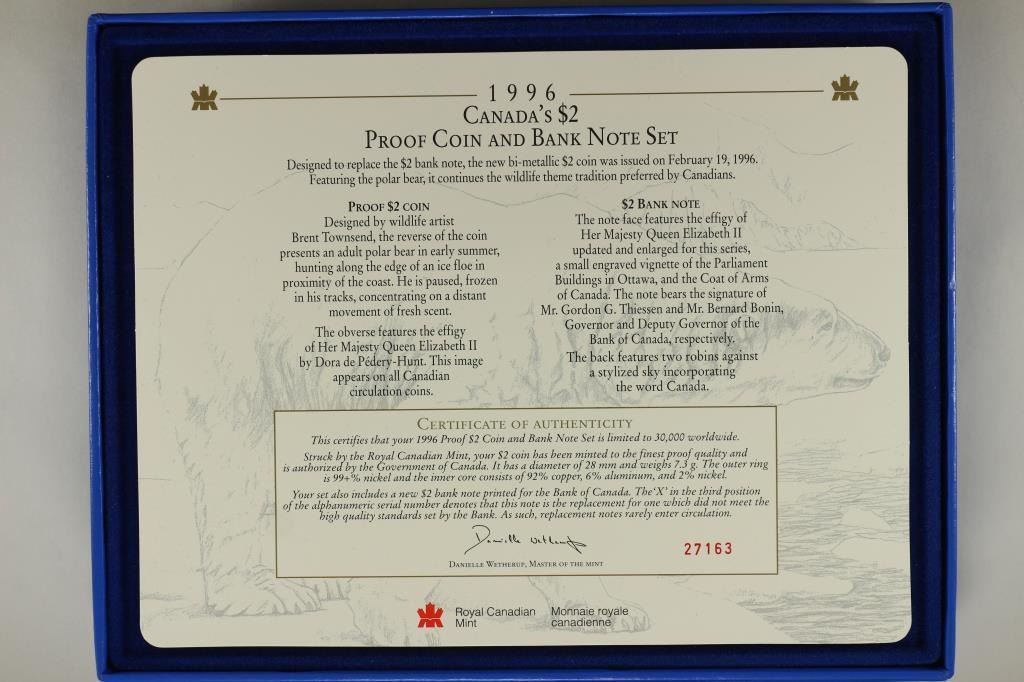 1996
CANADA'S $2
PROOF COIN AND BANK NOTE SET
Designed to replace the $2 bank note, the new bi-metallic $2 coin was issued on February 19, 1996.
Featuring the polar bear, it continues the wildlife theme tradition preferred by Canadians.
PROOF $2 COIN
Designed by wildlife artist
Brent Townsend, the reverse of the coin
presents an adult polar bear in early summer,
hunting along the edge of an ice floe in
proximity of the coast. He is paused, frozen
in his tracks, concentrating on a distant
movement of fresh scent.
The obverse features the effigy
of Her Majesty Queen Elizabeth II
by Dora de Pédery-Hunt. This image
appears on all Canadian
circulation coins.
$2 BANK NOTE
The note face features the effigy of
Her Majesty Queen Elizabeth II
updated and enlarged for this series,
a small engraved vignette of the Parliament
Buildings in Ottawa, and the Coat of Arms
of Canada. The note bears the signature of
Mr. Gordon G. Thiessen and Mr. Bernard Bonin,
Governor and Deputy Governor of the
Bank of Canada, respectively.
The back features two robins against
a stylized sky incorporating
the word Canada.
CERTIFICATE OF AUTHENTICITY
This certifies that your 1996 Proof $2 Coin and Bank Note Set is limited to 30,000 worldwide.
Struck by the Royal Canadian Mint, your $2 coin has been minted to the finest proof quality and
is authorized by the Government of Canada. It has a diameter of 28 mm and weighs 7.3 g. The outer ring
is 99+% nickel and the inner core consists of 92% copper, 6% aluminum, and 2% nickel.
Your set also includes a new $2 bank note printed for the Bank of Canada. The 'X' in the third position
of the alphanumeric serial number denotes that this note is the replacement for one which did not meet the
high quality standards set by the Bank. As such, replacement notes rarely enter circulation.
Danielle Wetherup
27163
DANIELLE WETHERUP, MASTER OF THE MINT
Royal Canadian
Mint
Monnaie royale
canadienne